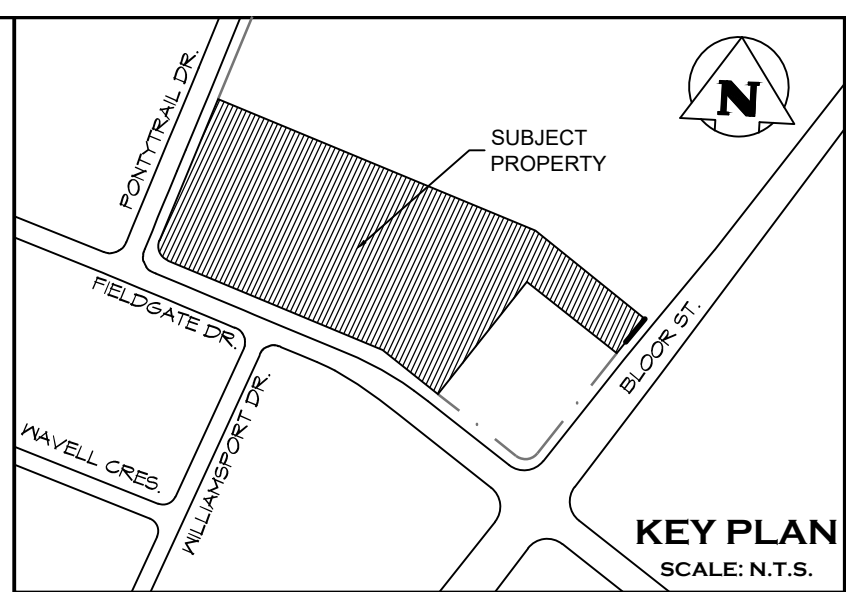 PONTYTRAIL DR.
N
SUBJECT
PROPERTY
FIELDGATE DR.
BLOOR ST.
WAVELL CRES.
WILLIAMSPORT DR.
KEY PLAN
SCALE: N.T.S.